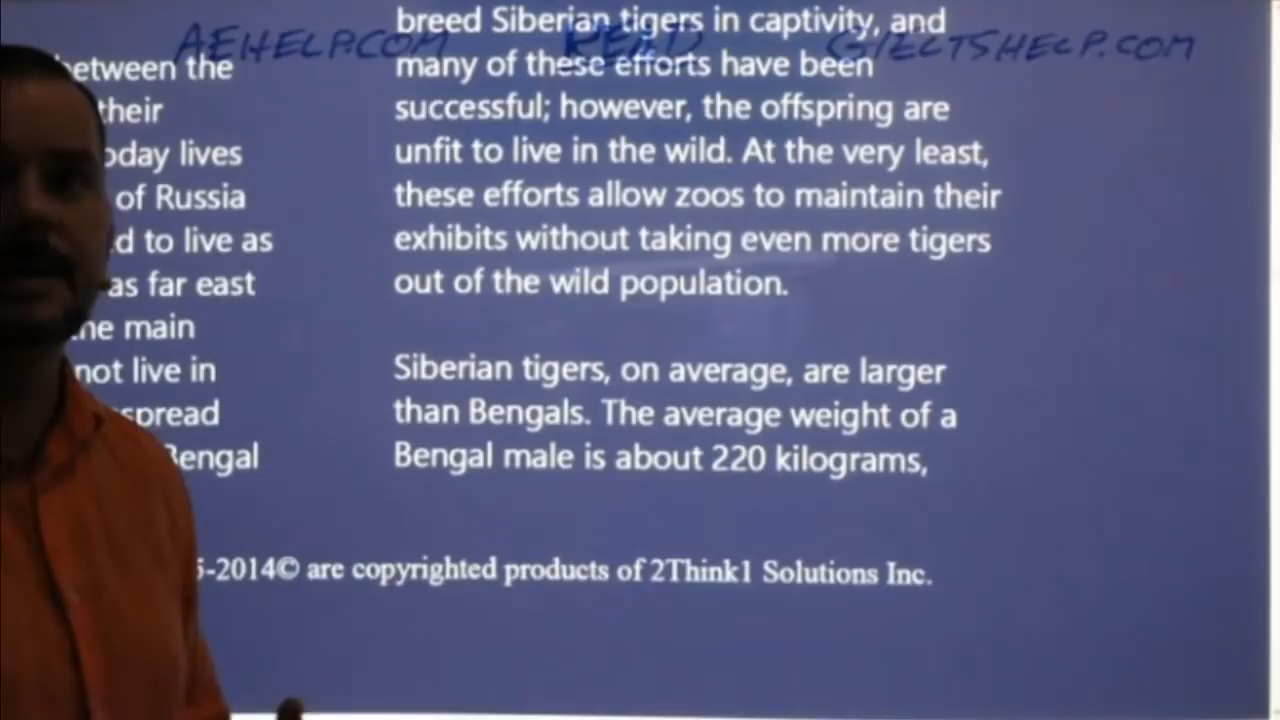 AEHELP.COM READ GIELTSHELP.COM
between the
their
today lives
of Russia
d to live as
as far east
the main
not live in
spread
Bengal
breed Siberian tigers in captivity, and
many of these efforts have been
successful; however, the offspring are
unfit to live in the wild. At the very least,
these efforts allow zoos to maintain their
exhibits without taking even more tigers
out of the wild population.
Siberian tigers, on average, are larger
than Bengals. The average weight of a
Bengal male is about 220 kilograms,
5-2014© are copyrighted products of 2Think1 Solutions Inc.